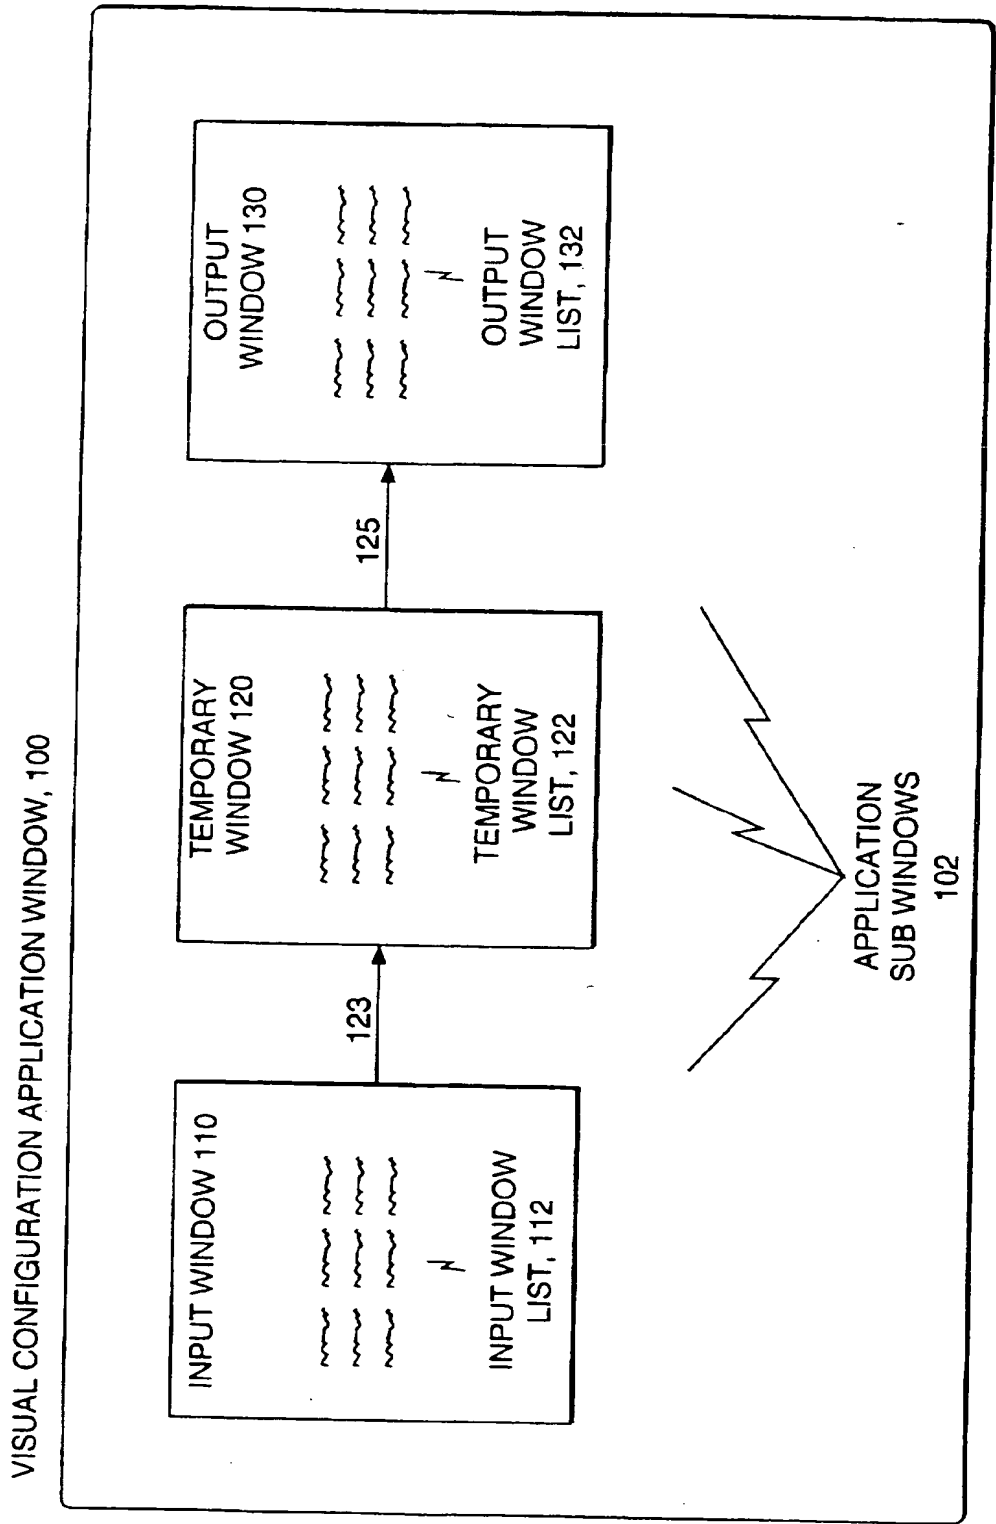 VISUAL CONFIGURATION APPLICATION WINDOW, 100
INPUT WINDOW 110
INPUT WINDOW
LIST, 112
123
TEMPORARY
WINDOW 120
TEMPORARY
WINDOW
LIST, 122
125
OUTPUT
WINDOW 130
OUTPUT
WINDOW
LIST, 132
APPLICATION
SUB WINDOWS
102